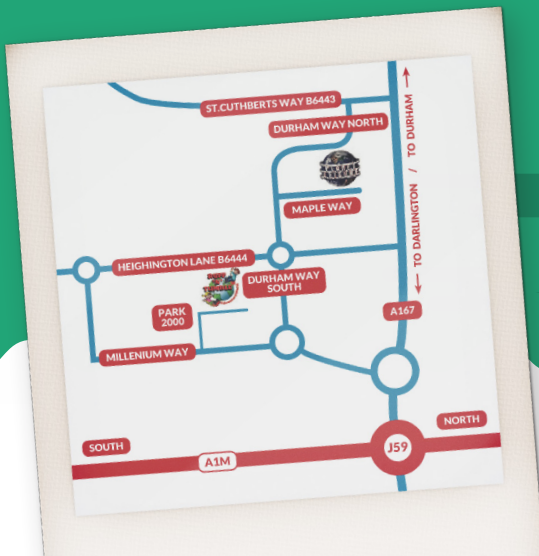 ST.CUTHBERTS WAY B6443
DURHAM WAY NORTH
MAPLE WAY
TO DARLINGTON / TO DURHAM
HEIGHINGTON LANE B6444
DURHAM WAY
SOUTH
PARK
2000
A167
MILLENIUM WAY
NORTH
SOUTH
J59
A1M